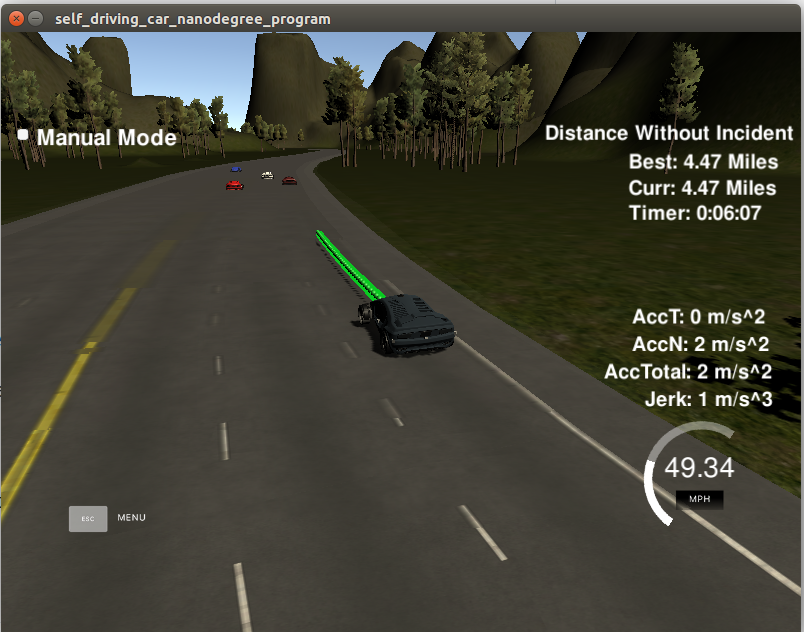 self_driving_car_nanodegree_program
Manual Mode
Distance Without Incident
Best: 4.47 Miles
Curr: 4.47 Miles
Timer: 0:06:07
AccT: 0 m/s^2
AccN: 2 m/s^2
AccTotal: 2 m/s^2
Jerk: 1 m/s^3
49.34
MPH
ESC MENU